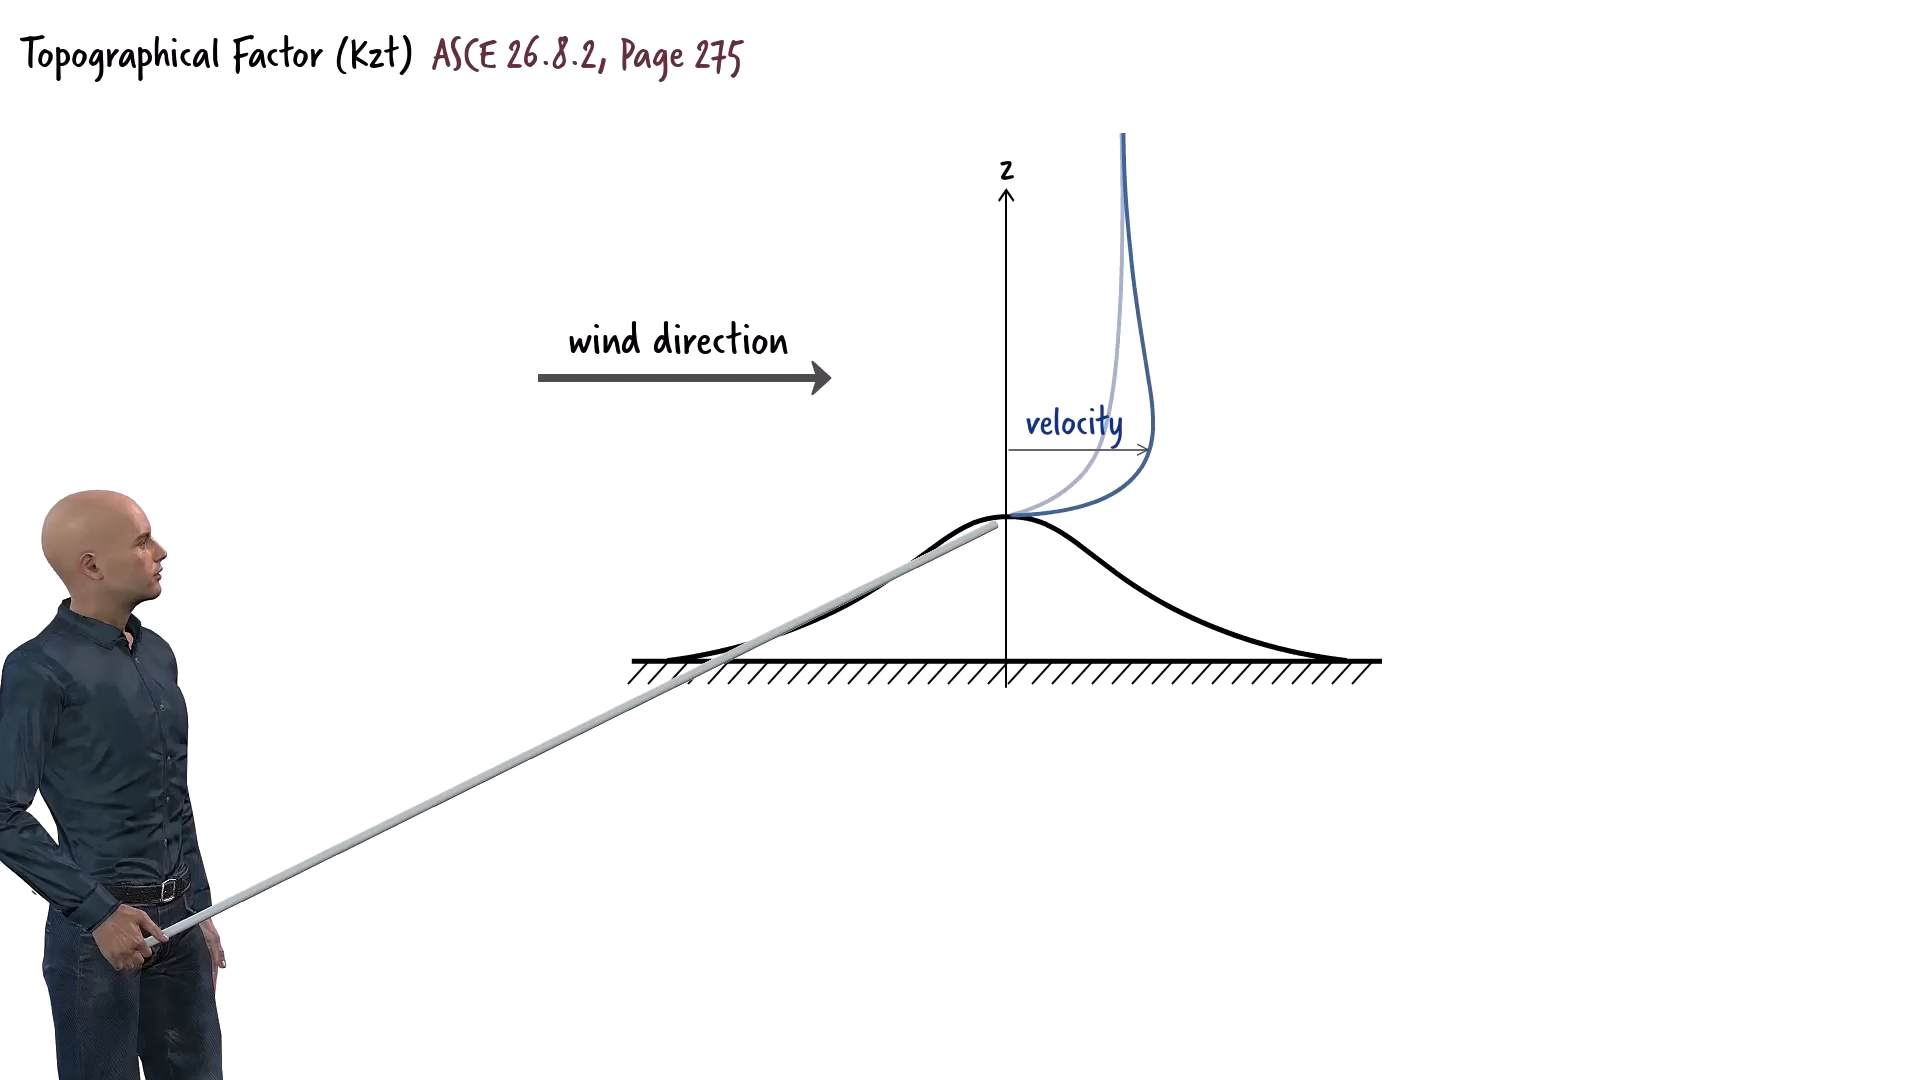 Topographical Factor (Kzt) ASCE 26.8.2, Page 275
z
wind direction
velocity